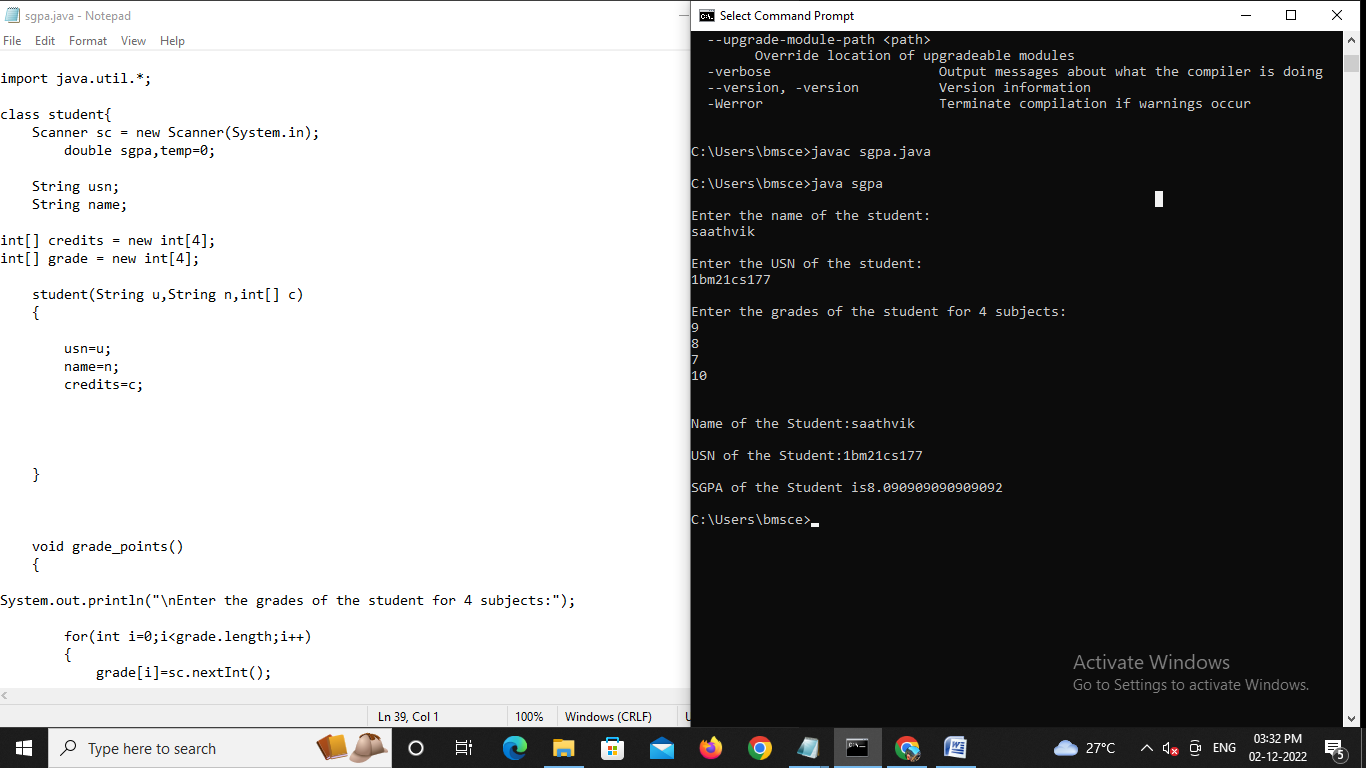 sgpa.java - Notepad
File Edit Format View Help
import java.util.*;
class student{
Scanner sc = new Scanner(System.in);
double sgpa,temp=0;
String usn;
String name;
int[] credits = new int[4];
int[] grade = new int[4];
student(String u,String n,int[] c)
{
usn=u;
name=n;
credits=c;
}
void grade_points()
{
System.out.println("\nEnter the grades of the student for 4 subjects:");
for(int i=0;i<grade.length;i++)
{
grade[i]=sc.nextInt();
Ln 39, Col 1 100% Windows (CRLF)
Select Command Prompt
--upgrade-module-path <path>
Override location of upgradeable modules
-verbose Output messages about what the compiler is doing
--version, -version Version information
-Werror Terminate compilation if warnings occur
C:\Users\bmsce>javac sgpa.java
C:\Users\bmsce>java sgpa
Enter the name of the student:
saathvik
Enter the USN of the student:
1bm21cs177
Enter the grades of the student for 4 subjects:
9
8
7
10
Name of the Student:saathvik
USN of the Student:1bm21cs177
SGPA of the Student is8.090909090909092
C:\Users\bmsce>
Activate Windows
Go to Settings to activate Windows.
Type here to search
27°C
ENG
03:32 PM
02-12-2022
5